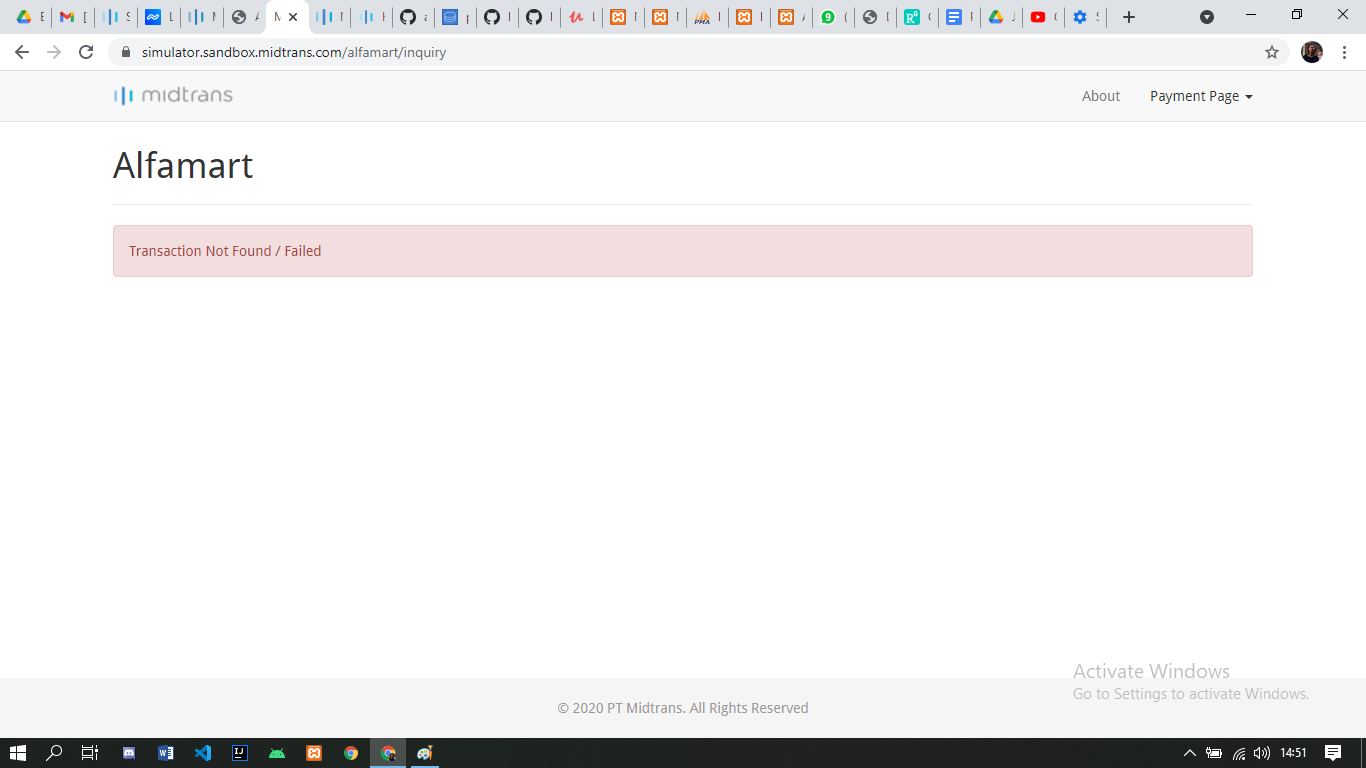 simulator.sandbox.midtrans.com/alfamart/inquiry
midtrans
About
Payment Page
Alfamart
Transaction Not Found / Failed
Activate Windows
Go to Settings to activate Windows.
© 2020 PT Midtrans. All Rights Reserved
14:51